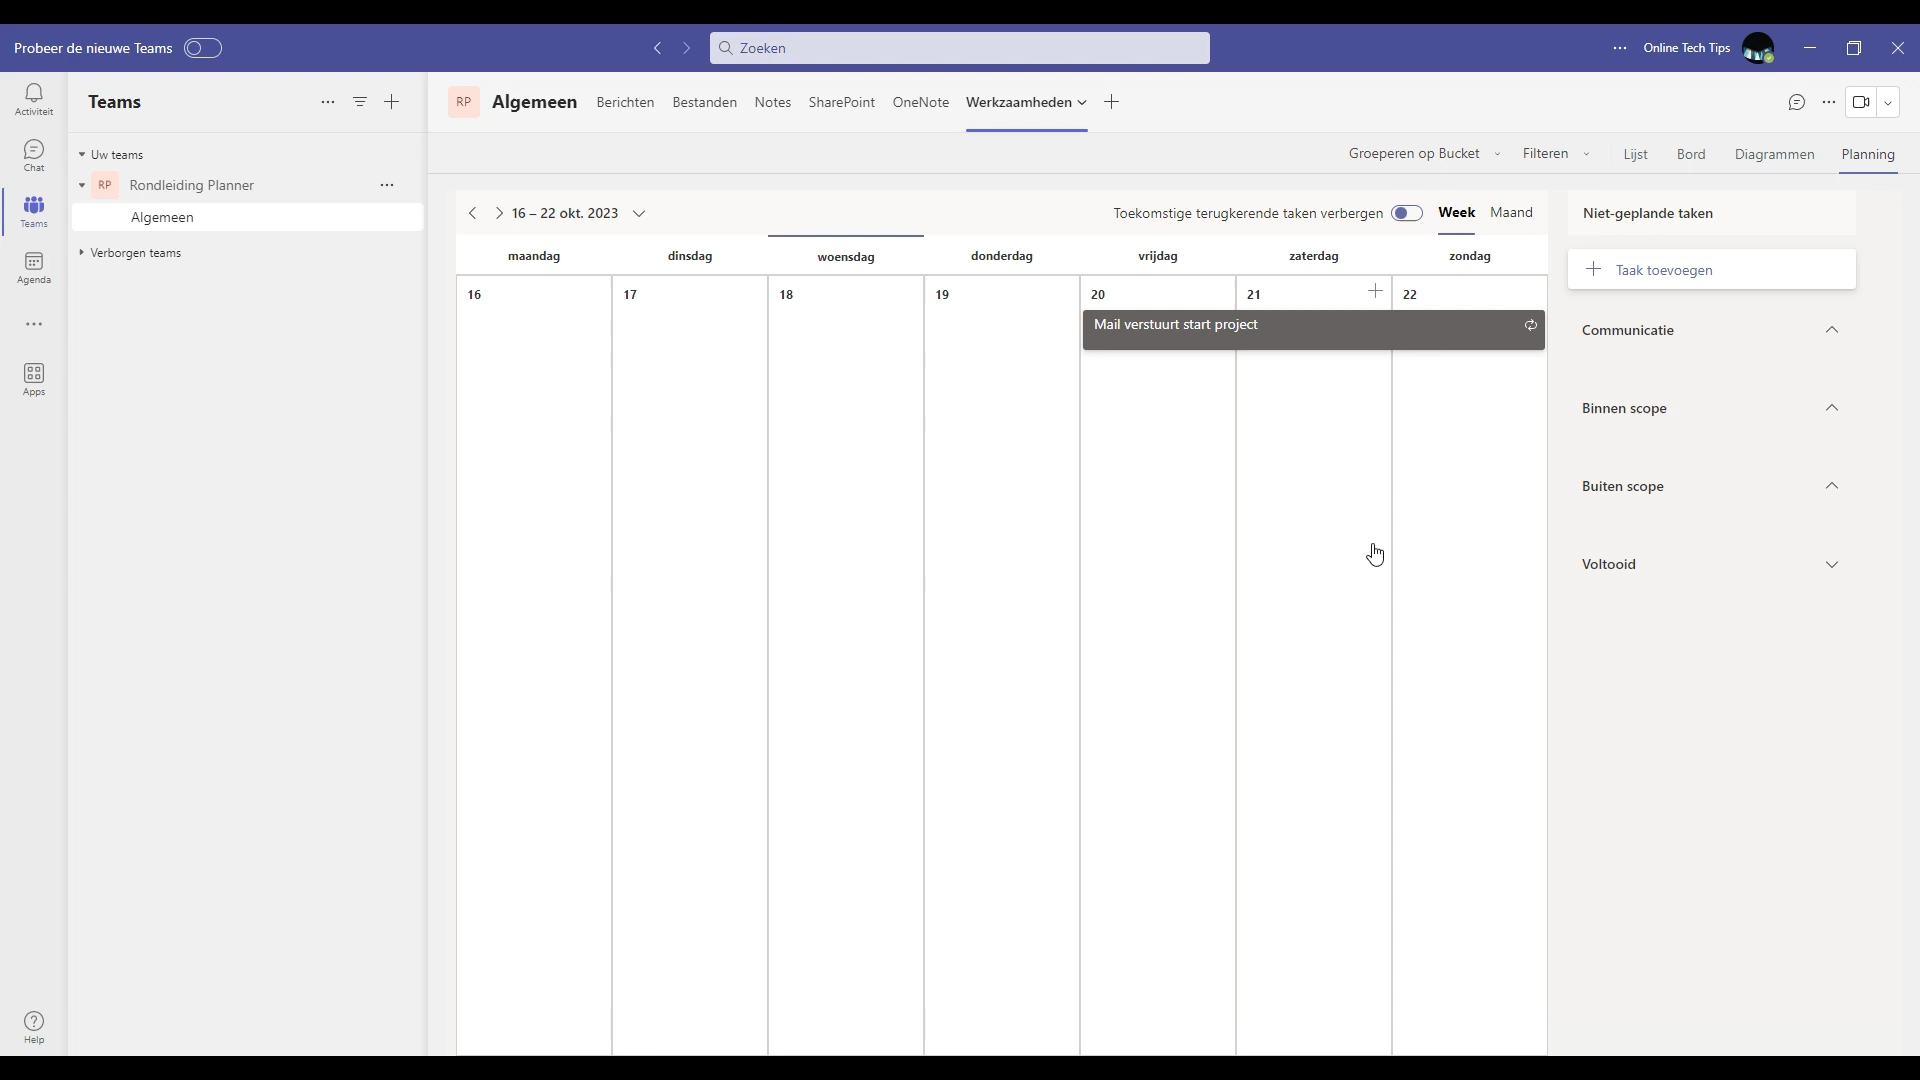 Probeer de nieuwe Teams
Zoeken
Online Tech Tips
Activiteit
Chat
Teams
Agenda
Apps
Help
Teams
Uw teams
RP Rondleiding Planner
Algemeen
Verborgen teams
RP Algemeen Berichten Bestanden Notes SharePoint OneNote Werkzaamheden
Groeperen op Bucket Filteren Lijst Bord Diagrammen Planning
16 – 22 okt. 2023 Toekomstige terugkerende taken verbergen Week Maand
maandag dinsdag woensdag donderdag vrijdag zaterdag zondag
16 17 18 19 20 21 22
Mail verstuurt start project
Niet-geplande taken
Taak toevoegen
Communicatie
Binnen scope
Buiten scope
Voltooid